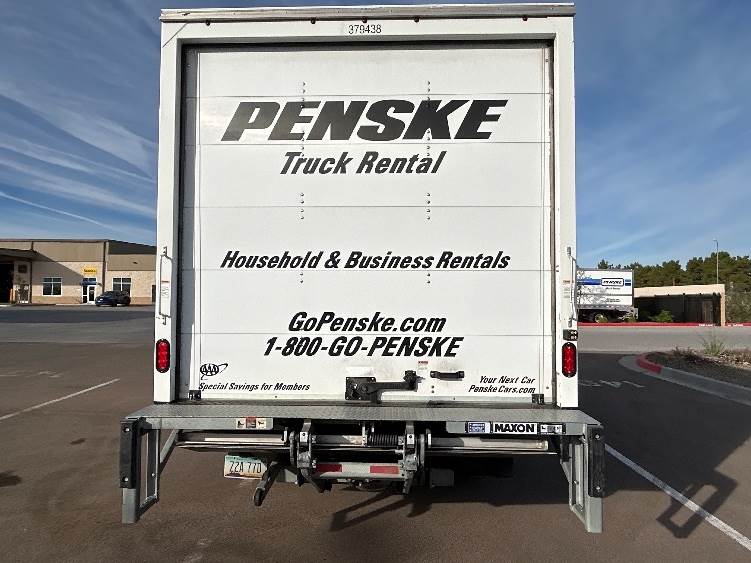 379438
PENSKE
Truck Rental
Household & Business Rentals
GoPenske.com
1-800-GO-PENSKE
AAA
Special Savings for Members
Your Next Car
PenskeCars.com
MAXON
PENSKE